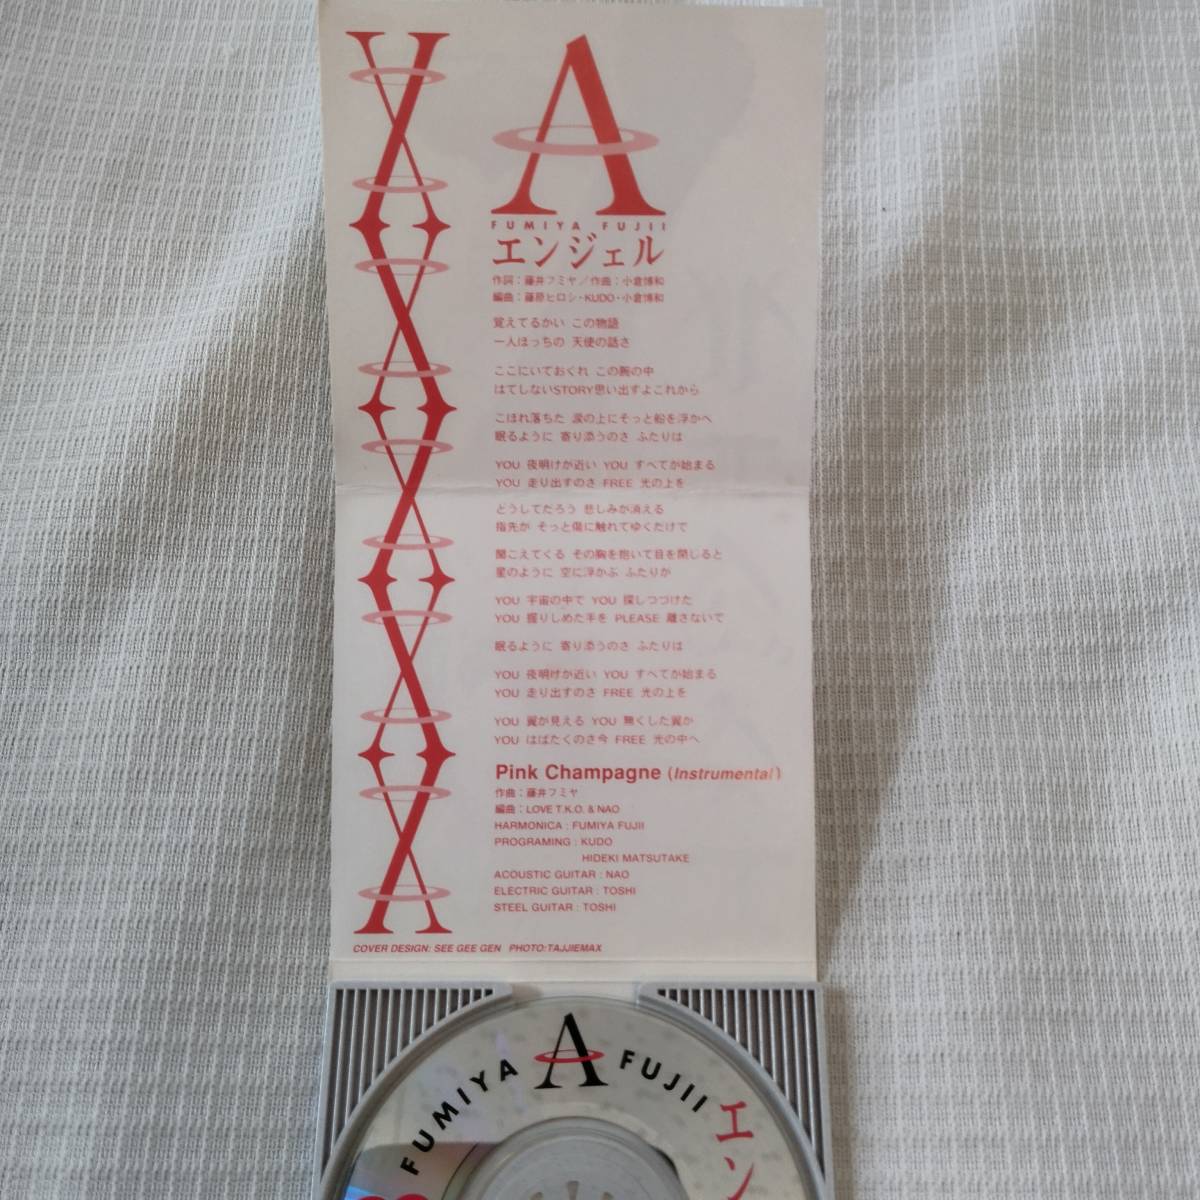 A
FUMIYA FUJII
エンジェル
作詞：藤井フミヤ／作曲：小倉博和
編曲：藤原ヒロシ・KUDO・小倉博和
覚えてるかい この物語
一人ぼっちの 天使の話さ
ここにいておくれ この胸の中
はてしないSTORY思い出すよこれから
こぼれ落ちた 涙の上にそっと船を浮かべ
眠るように 寄り添うのさ ふたりは
YOU 夜明けが近い YOU すべてが始まる
YOU 走り出すのさ FREE 光の上を
どうしてだろう 悲しみが消える
指先が そっと傷に触れてゆくだけで
聞こえてくる その胸を抱いて目を閉じると
星のように 空に浮かぶ ふたりが
YOU 宇宙の中で YOU 探しつづけた
YOU 握りしめた手を PLEASE 離さないで
眠るように 寄り添うのさ ふたりは
YOU 夜明けが近い YOU すべてが始まる
YOU 走り出すのさ FREE 光の上を
YOU 翼が見える YOU 無くした翼が
YOU はばたくのさ今 FREE 光の中へ
Pink Champagne (Instrumental)
作曲：藤井フミヤ
編曲：LOVE T.K.O. & NAO
HARMONICA : FUMIYA FUJII
PROGRAMING : KUDO
HIDEKI MATSUTAKE
ACOUSTIC GUITAR : NAO
ELECTRIC GUITAR : TOSHI
STEEL GUITAR : TOSHI
COVER DESIGN: SEE GEE GEN PHOTO:TAJJIEMAX
FUMIYA A FUJII
エン